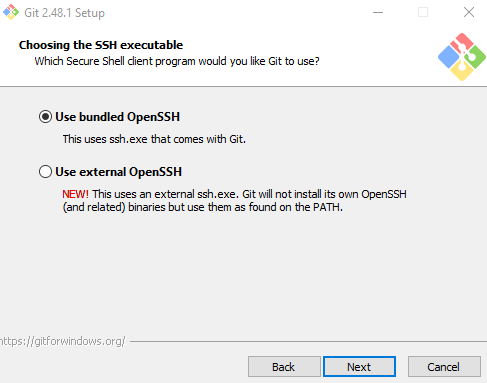 Git 2.48.1 Setup
Choosing the SSH executable
Which Secure Shell client program would you like Git to use?
Use bundled OpenSSH
This uses ssh.exe that comes with Git.
Use external OpenSSH
NEW! This uses an external ssh.exe. Git will not install its own OpenSSH
(and related) binaries but use them as found on the PATH.
https://gitforwindows.org/
Back Next Cancel